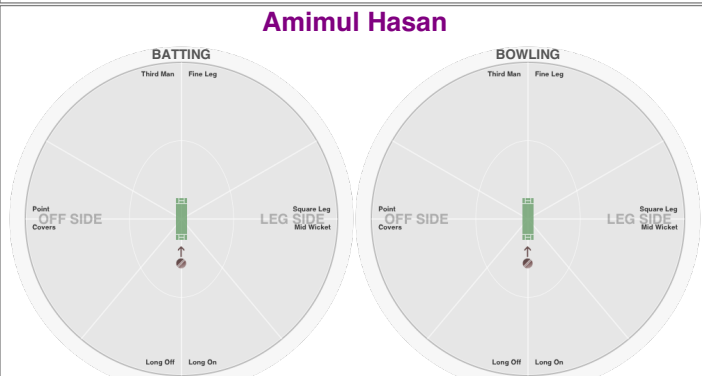 Amimul Hasan
BATTING
Third Man Fine Leg
Point
OFF SIDE
Covers
Square Leg
LEG SIDE
Mid Wicket
Long Off Long On
BOWLING
Third Man Fine Leg
Point
OFF SIDE
Covers
Square Leg
LEG SIDE
Mid Wicket
Long Off Long On